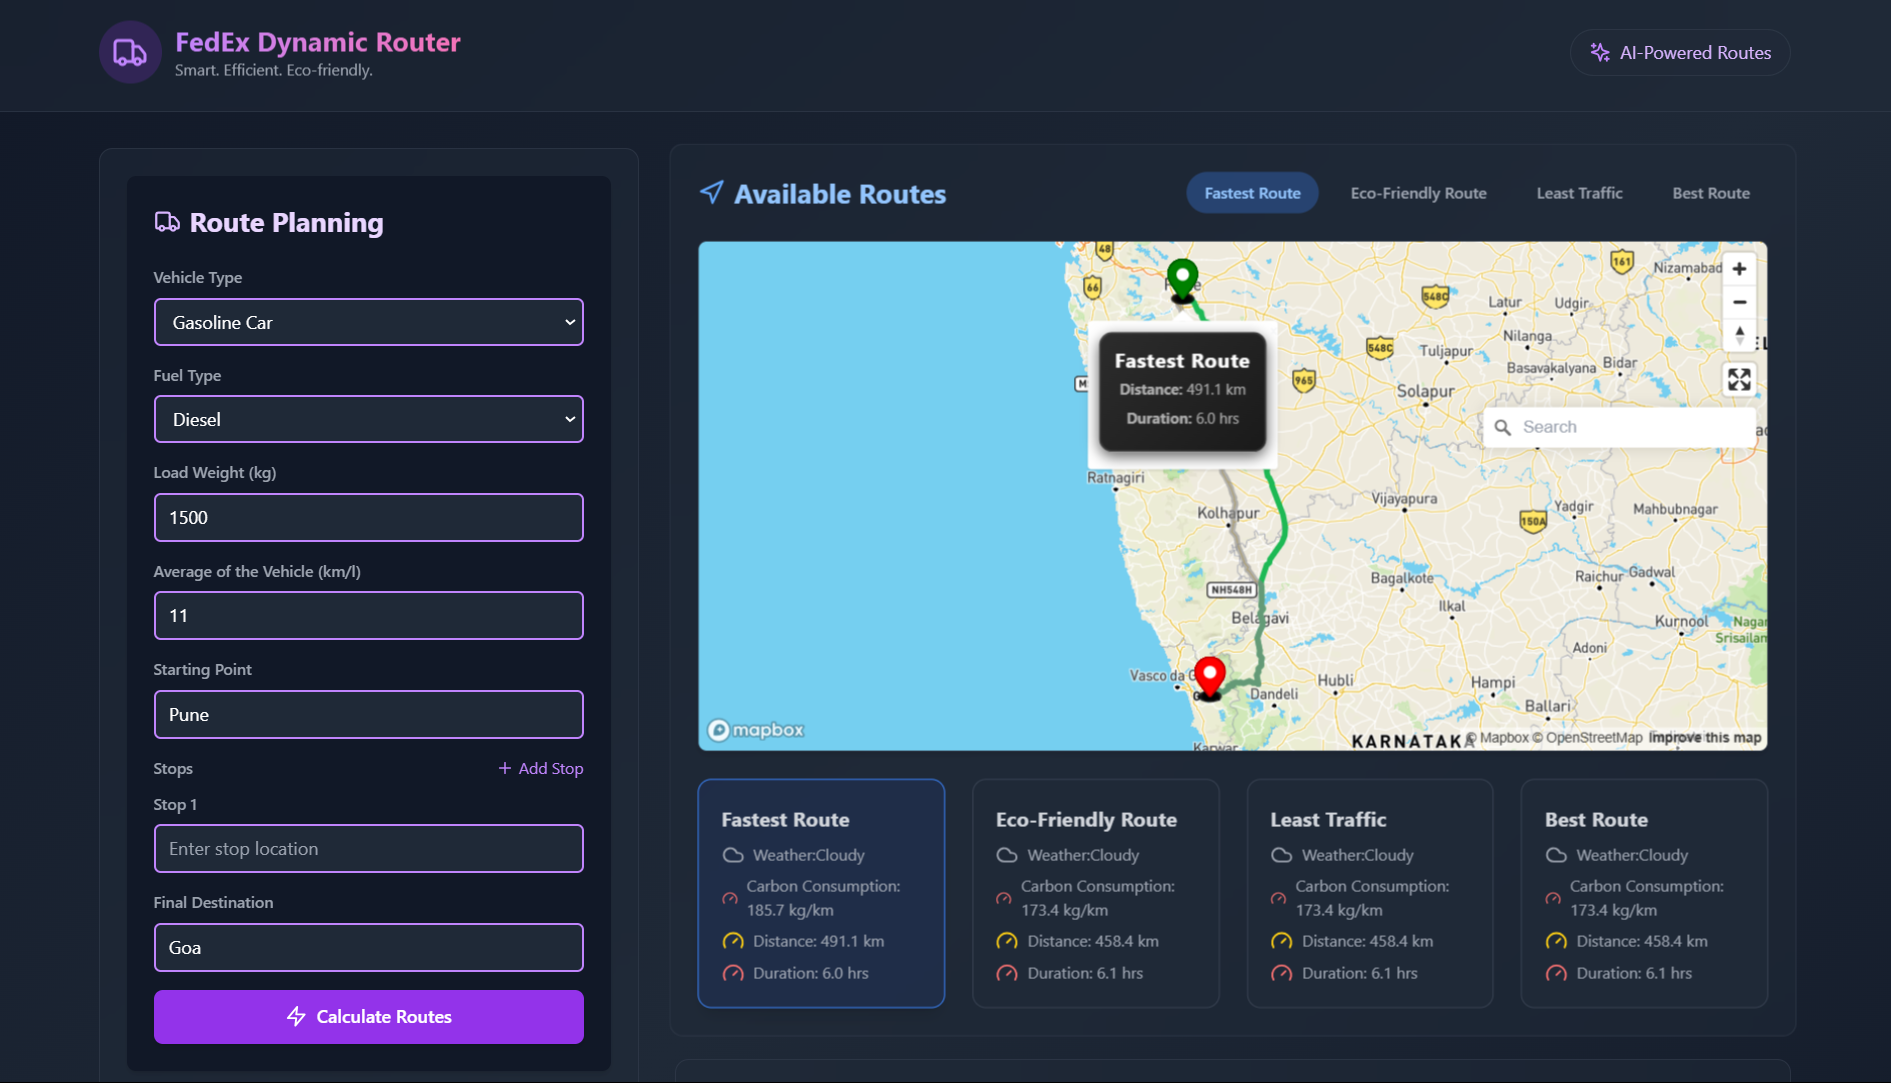 FedEx Dynamic Router
Smart. Efficient. Eco-friendly.
AI-Powered Routes
Route Planning
Vehicle Type
Gasoline Car
Fuel Type
Diesel
Load Weight (kg)
1500
Average of the Vehicle (km/l)
11
Starting Point
Pune
Stops
+ Add Stop
Stop 1
Enter stop location
Final Destination
Goa
Calculate Routes
Available Routes
Fastest Route
Eco-Friendly Route
Least Traffic
Best Route
48
66
161
Nizamabad
548C
Latur
Udgir
Nilanga
548C
Tuljapur
Bidar
Basavakalyana
965
Solapur
Fastest Route
Distance: 491.1 km
Duration: 6.0 hrs
Search
Ratnagiri
Kolhapur
Vijayapura
Yadgir
Mahbubnagar
150A
NH548H
Bagalkote
Raichur
Gadwal
Belagavi
Ilkal
Kurnool
Nagar
Srisailam
Adoni
Vasco da G
Hubli
Hampi
Dandeli
Ballari
Karwar
KARNATAKA
mapbox
© Mapbox © OpenStreetMap Improve this map
Fastest Route
Weather:Cloudy
Carbon Consumption:
185.7 kg/km
Distance: 491.1 km
Duration: 6.0 hrs
Eco-Friendly Route
Weather:Cloudy
Carbon Consumption:
173.4 kg/km
Distance: 458.4 km
Duration: 6.1 hrs
Least Traffic
Weather:Cloudy
Carbon Consumption:
173.4 kg/km
Distance: 458.4 km
Duration: 6.1 hrs
Best Route
Weather:Cloudy
Carbon Consumption:
173.4 kg/km
Distance: 458.4 km
Duration: 6.1 hrs